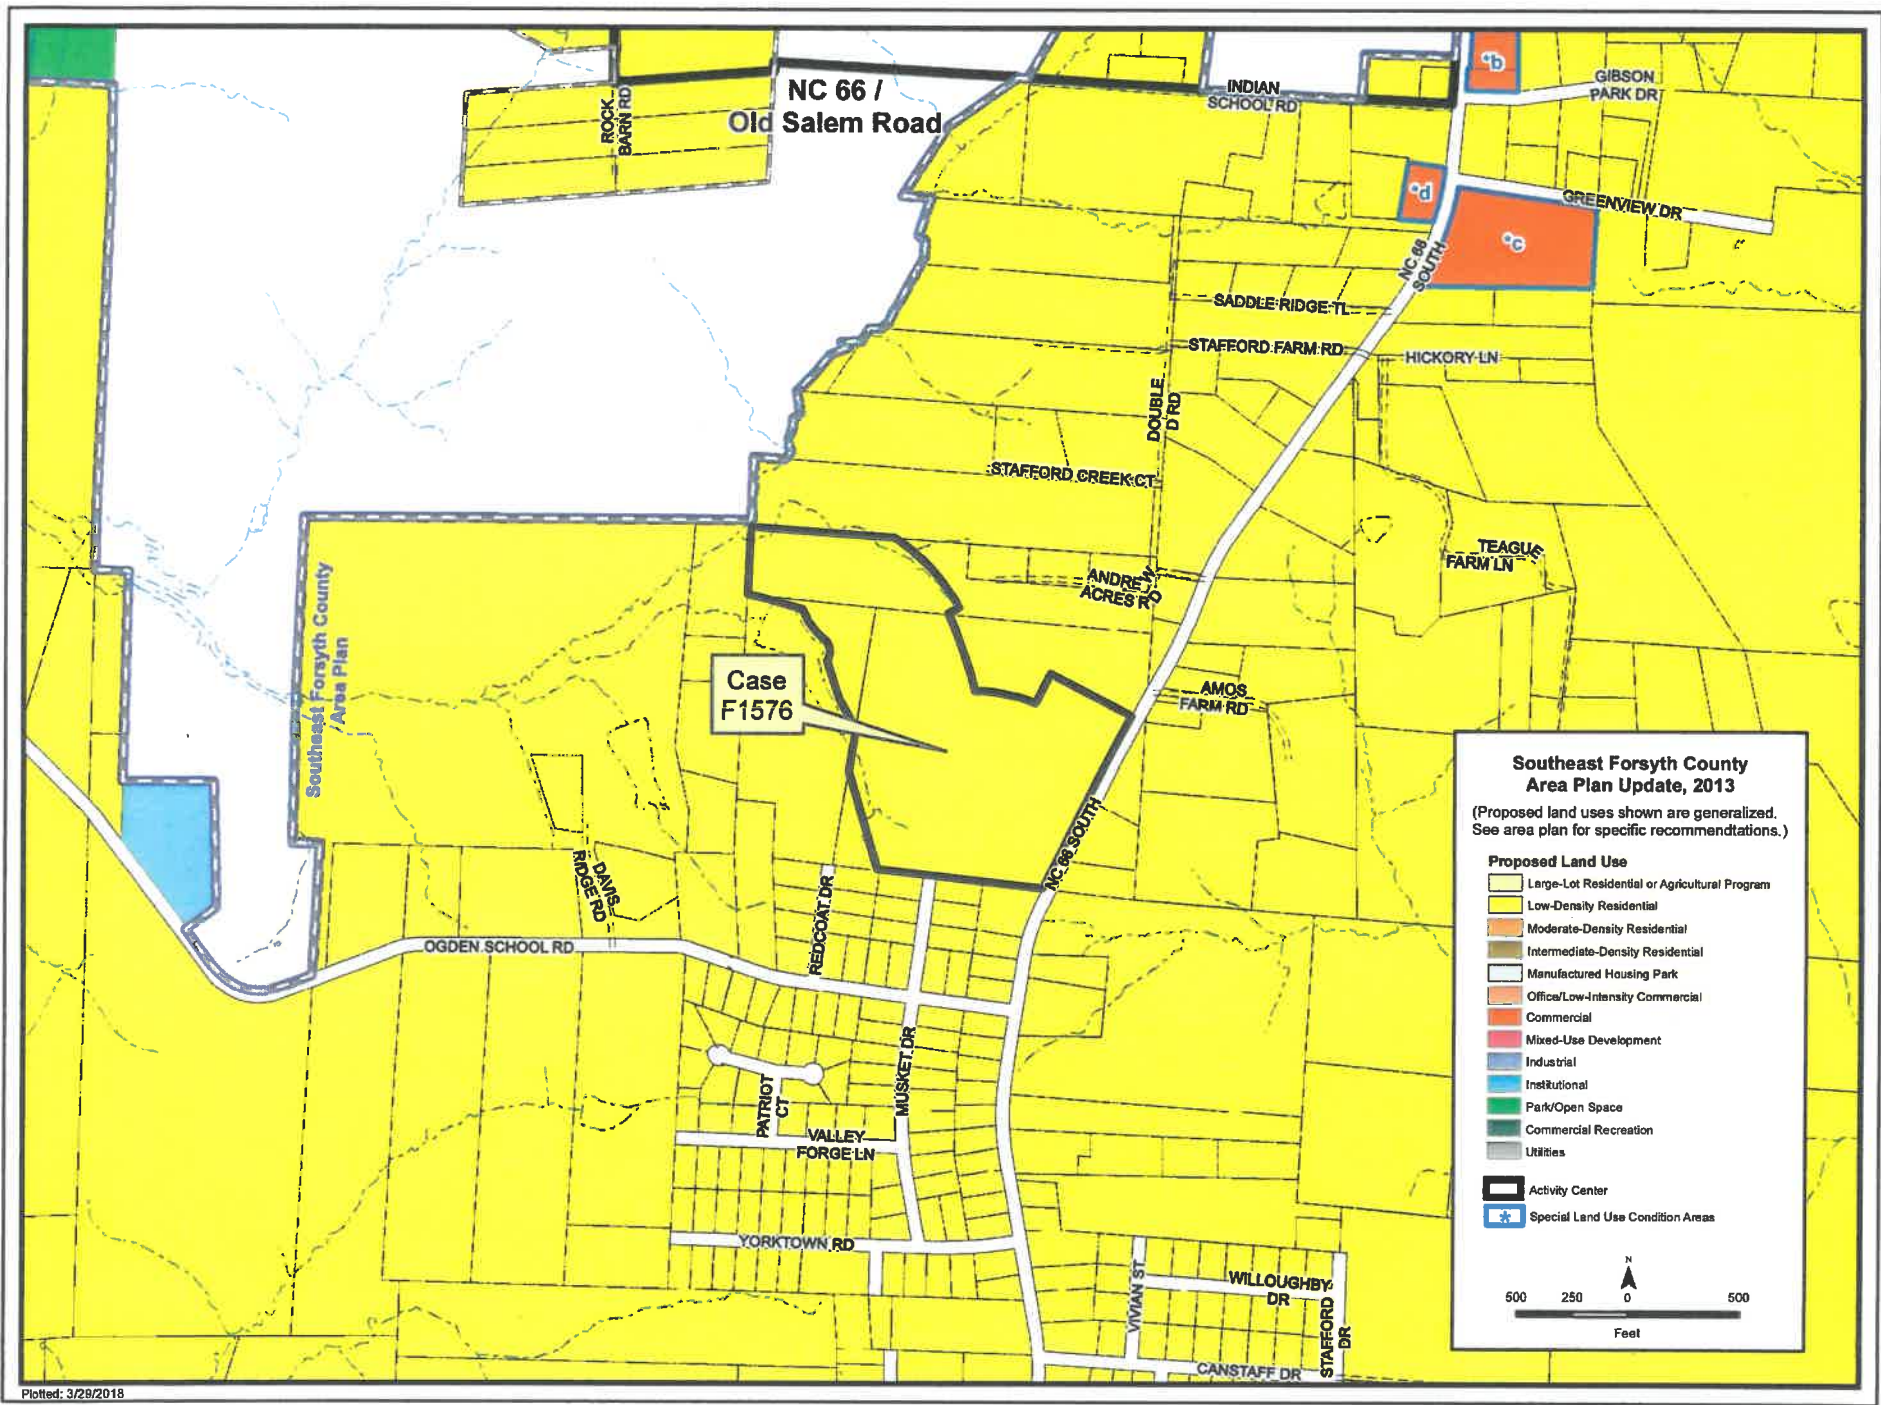 *b
GIBSON
PARK DR
INDIAN
SCHOOL RD
NC 66 /
Old Salem Road
ROCK
BARN RD
*d
GREENVIEW DR
*c
NC 66
SOUTH
SADDLE RIDGE TL
STAFFORD FARM RD
HICKORY LN
DOUBLE
D RD
STAFFORD CREEK CT
TEAGUE
FARM LN
ANDREW
ACRES RD
Southeast Forsyth County
Area Plan
Case
F1576
AMOS
FARM RD
NC 66 SOUTH
DAVIS
RIDGE RD
REDCOAT DR
OGDEN SCHOOL RD
MUSKET DR
PATRIOT
CT
VALLEY
FORGE LN
YORKTOWN RD
VIVIAN ST
WILLOUGHBY
DR
STAFFORD
DR
CANSTAFF DR
Southeast Forsyth County
Area Plan Update, 2013
(Proposed land uses shown are generalized.
See area plan for specific recommendtations.)
Proposed Land Use
Large-Lot Residential or Agricultural Program
Low-Density Residential
Moderate-Density Residential
Intermediate-Density Residential
Manufactured Housing Park
Office/Low-Intensity Commercial
Commercial
Mixed-Use Development
Industrial
Institutional
Park/Open Space
Commercial Recreation
Utilities
Activity Center
* Special Land Use Condition Areas
N
500 250 0 500
Feet
Plotted: 3/29/2018